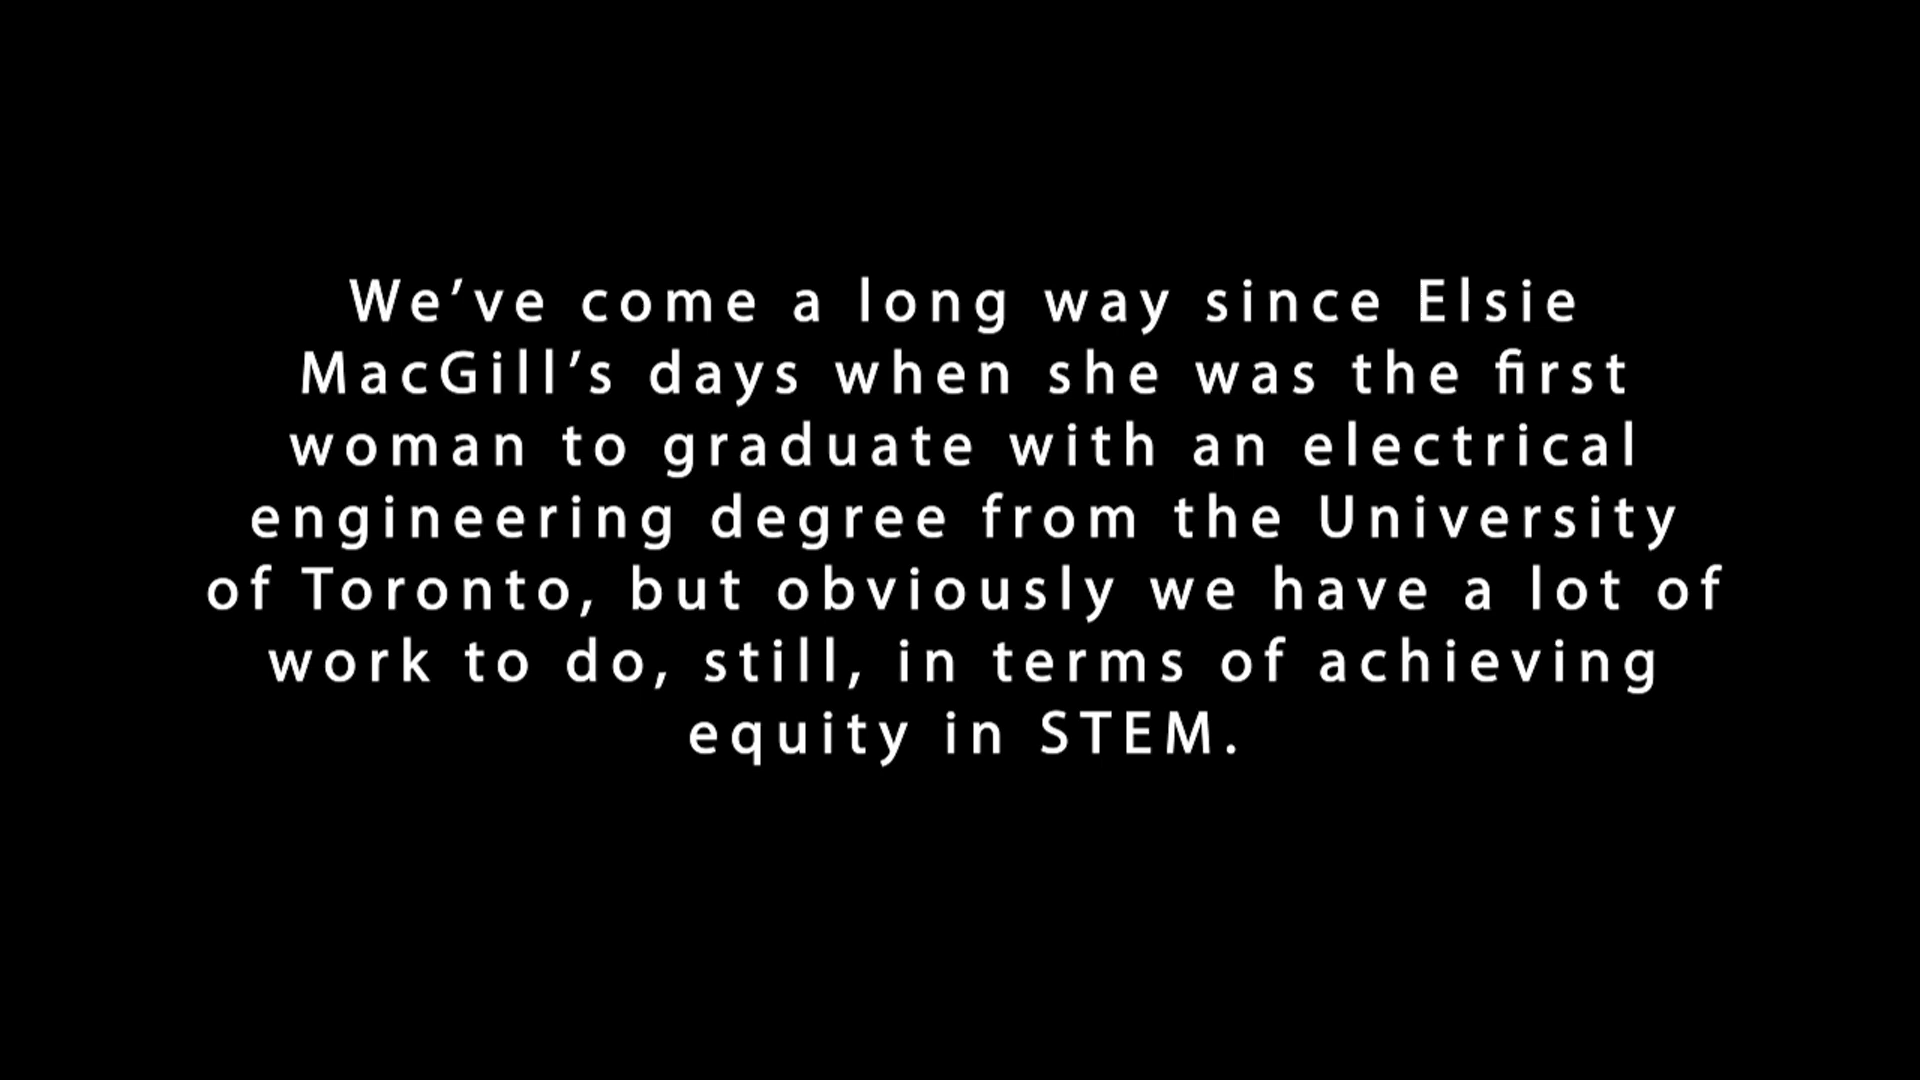 We’ve come a long way since Elsie
MacGill’s days when she was the first
woman to graduate with an electrical
engineering degree from the University
of Toronto, but obviously we have a lot of
work to do, still, in terms of achieving
equity in STEM.